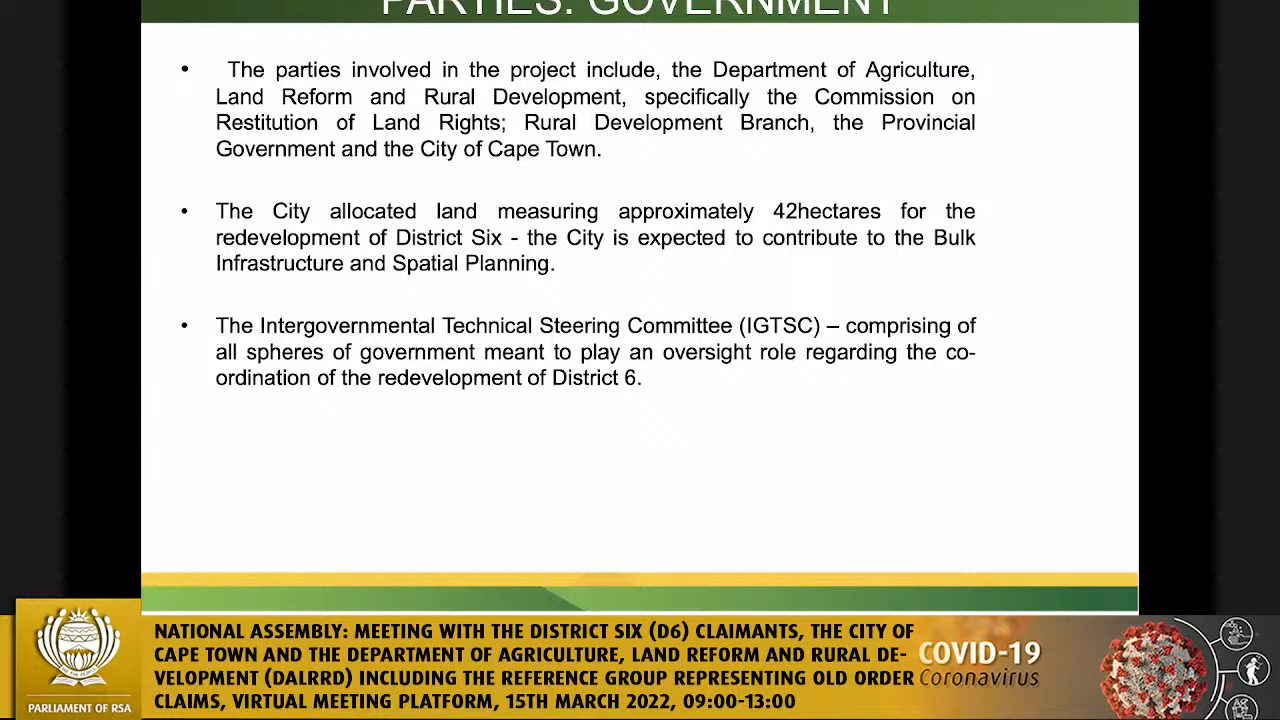 PARTIES: GOVERNMENT
• The parties involved in the project include, the Department of Agriculture,
Land Reform and Rural Development, specifically the Commission on
Restitution of Land Rights; Rural Development Branch, the Provincial
Government and the City of Cape Town.
• The City allocated land measuring approximately 42hectares for the
redevelopment of District Six - the City is expected to contribute to the Bulk
Infrastructure and Spatial Planning.
• The Intergovernmental Technical Steering Committee (IGTSC) – comprising of
all spheres of government meant to play an oversight role regarding the co-
ordination of the redevelopment of District 6.
PARLIAMENT OF RSA
NATIONAL ASSEMBLY: MEETING WITH THE DISTRICT SIX (D6) CLAIMANTS, THE CITY OF
CAPE TOWN AND THE DEPARTMENT OF AGRICULTURE, LAND REFORM AND RURAL DE-
VELOPMENT (DALRRD) INCLUDING THE REFERENCE GROUP REPRESENTING OLD ORDER
CLAIMS, VIRTUAL MEETING PLATFORM, 15TH MARCH 2022, 09:00-13:00
COVID-19
Coronavirus